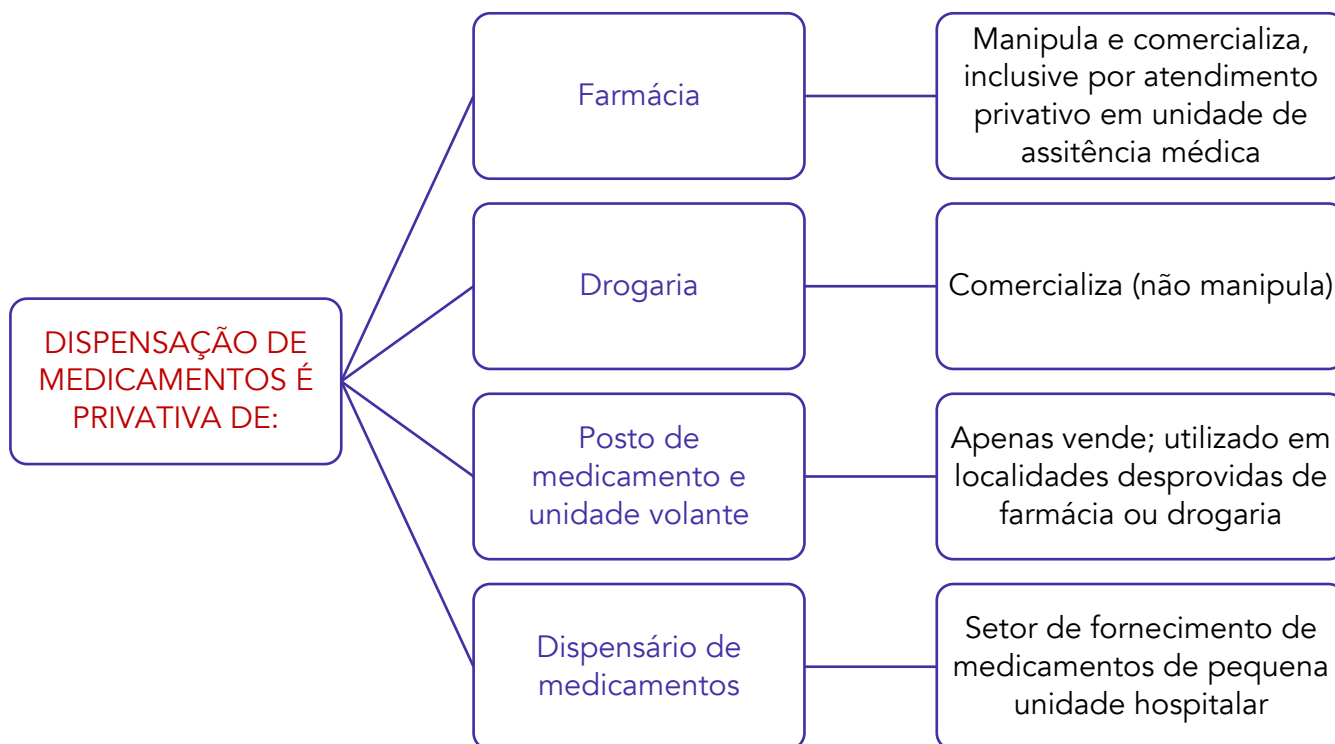 DISPENSAÇÃO DE
MEDICAMENTOS É
PRIVATIVA DE:
Farmácia
Manipula e comercializa,
inclusive por atendimento
privativo em unidade de
assitência médica
Drogaria
Comercializa (não manipula)
Posto de
medicamento e
unidade volante
Apenas vende; utilizado em
localidades desprovidas de
farmácia ou drogaria
Dispensário de
medicamentos
Setor de fornecimento de
medicamentos de pequena
unidade hospitalar